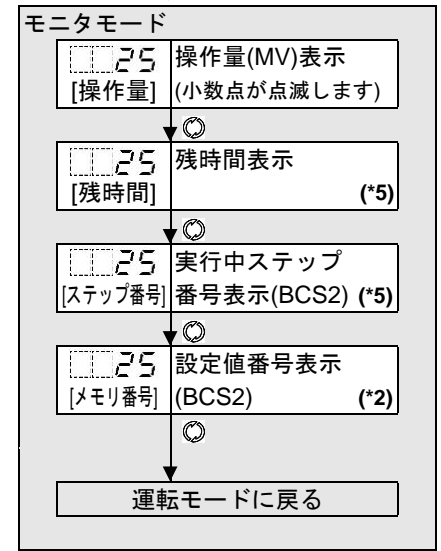 モニタモード
25 操作量(MV)表示
[操作量] (小数点が点滅します)
25 残時間表示
[残時間] (*5)
25 実行中ステップ
[ステップ番号] 番号表示(BCS2) (*5)
25 設定値番号表示
[メモリ番号] (BCS2) (*2)
運転モードに戻る